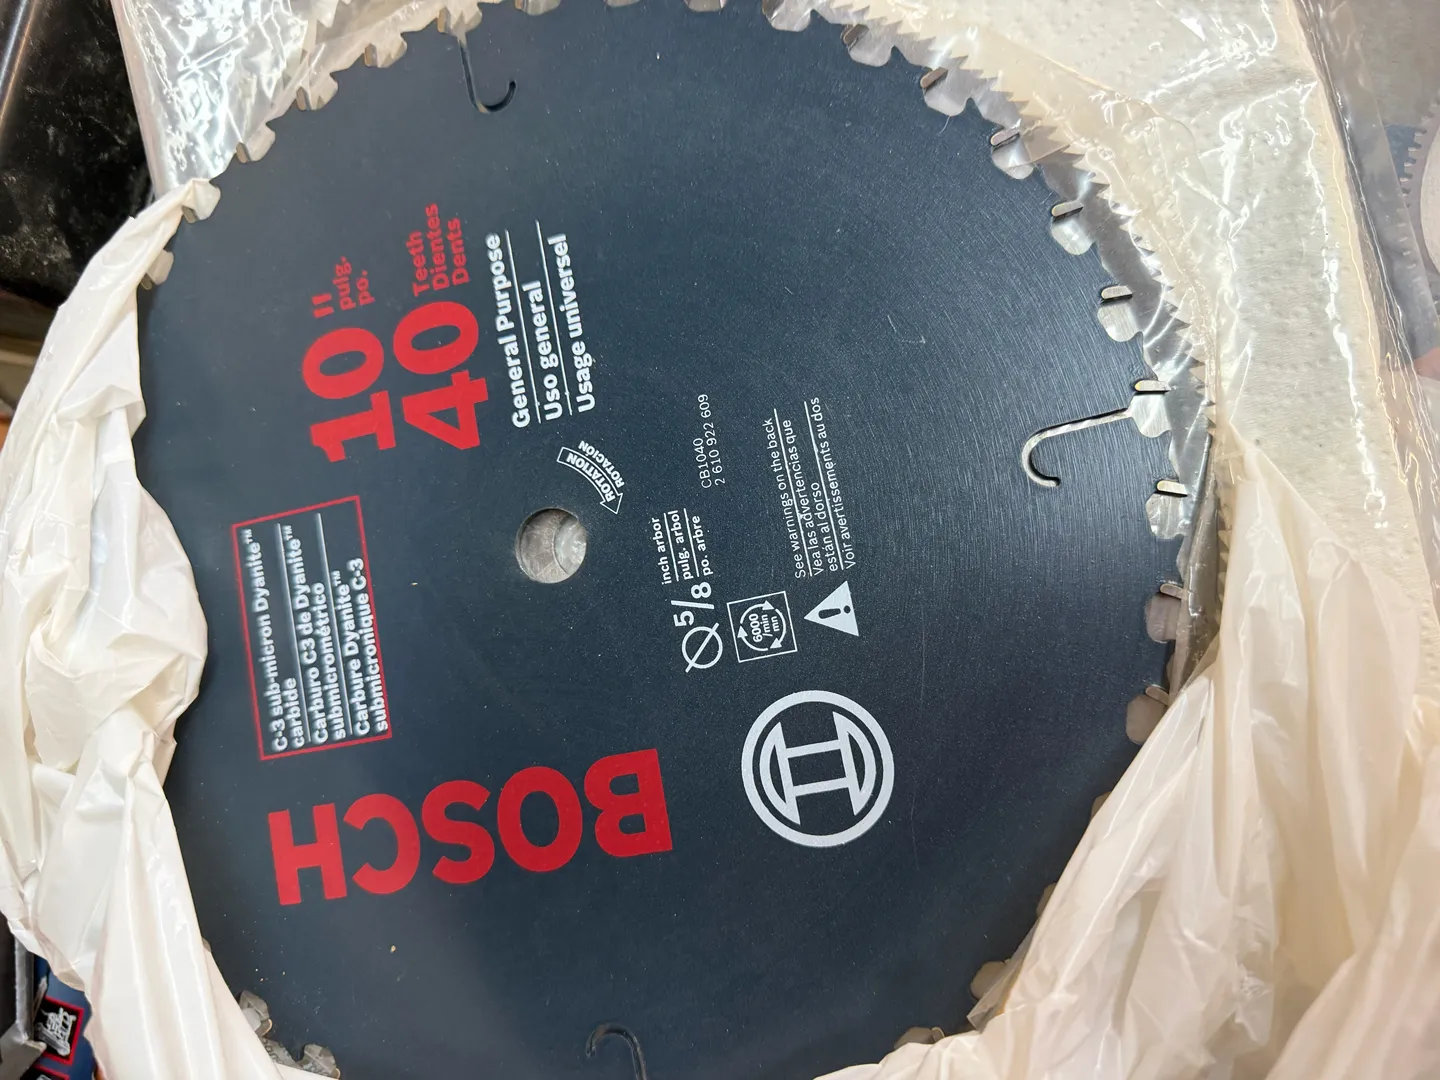 BOSCH
C-3 sub-micron Dyanite™
carbide
Carburo C3 de Dyanite™
submicrométrico
Carbure Dyanite™
submicronique C-3
10"
pulg.
po.
40
Teeth
Dientes
Dents
General Purpose
Uso general
Usage universel
ROTATION
ROTACIÓN
Ø 5/8
inch arbor
pulg. arbol
po. arbre
CB1040
2 610 922 609
6000
/min
mn
See warnings on the back
Vea las advertencias que
están al dorso
Voir avertissements au dos